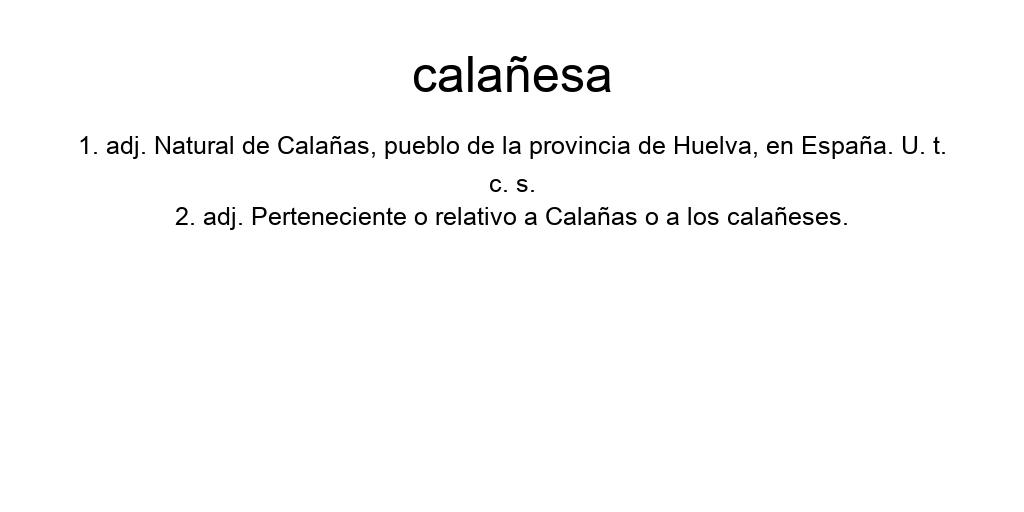 calañesa
1. adj. Natural de Calañas, pueblo de la provincia de Huelva, en España. U. t.
c. s.
2. adj. Perteneciente o relativo a Calañas o a los calañeses.